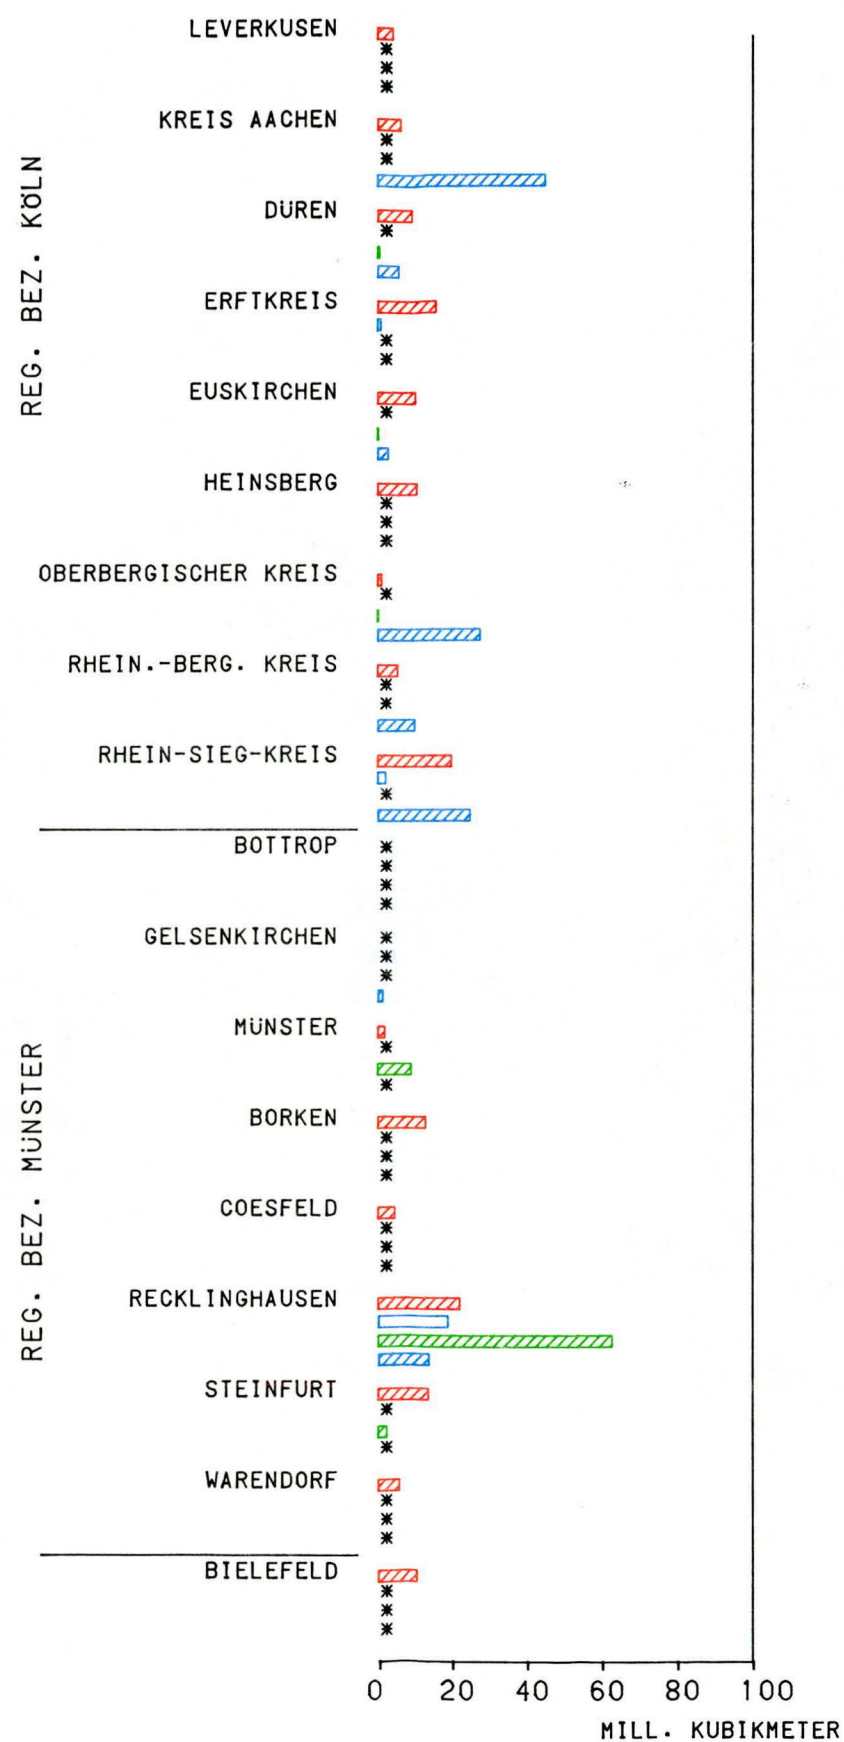 REG. BEZ. KÖLN
LEVERKUSEN
*
*
*
KREIS AACHEN
*
*
DÜREN
*
ERFTKREIS
*
*
EUSKIRCHEN
*
HEINSBERG
*
*
*
OBERBERGISCHER KREIS
*
RHEIN.-BERG. KREIS
*
*
RHEIN-SIEG-KREIS
*
REG. BEZ. MÜNSTER
BOTTROP
*
*
*
*
GELSENKIRCHEN
*
*
*
MÜNSTER
*
*
BORKEN
*
*
*
COESFELD
*
*
*
RECKLINGHAUSEN
STEINFURT
*
*
WARENDORF
*
*
*
BIELEFELD
*
*
*
0 20 40 60 80 100
MILL. KUBIKMETER